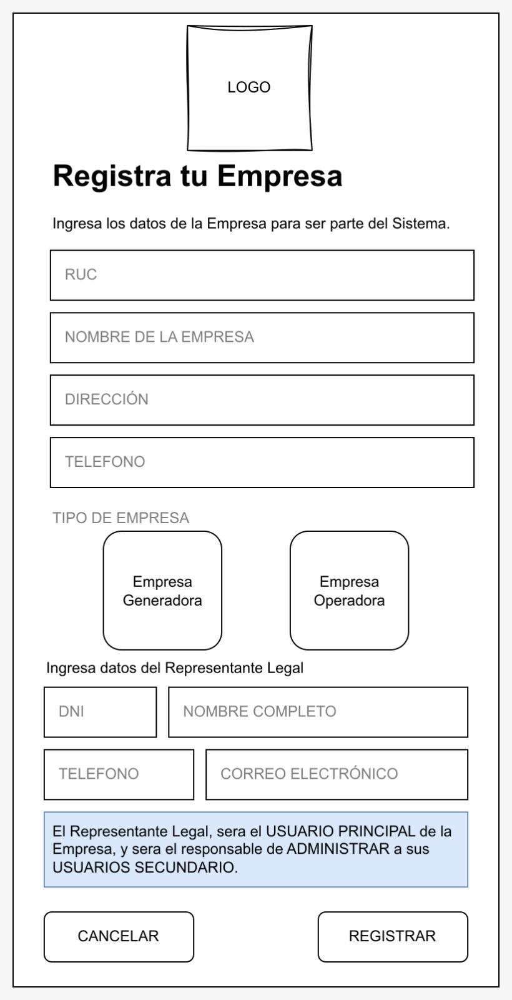 LOGO
Registra tu Empresa
Ingresa los datos de la Empresa para ser parte del Sistema.
RUC
NOMBRE DE LA EMPRESA
DIRECCIÓN
TELEFONO
TIPO DE EMPRESA
Empresa
Generadora
Empresa
Operadora
Ingresa datos del Representante Legal
DNI
NOMBRE COMPLETO
TELEFONO
CORREO ELECTRÓNICO
El Representante Legal, sera el USUARIO PRINCIPAL de la
Empresa, y sera el responsable de ADMINISTRAR a sus
USUARIOS SECUNDARIO.
CANCELAR
REGISTRAR